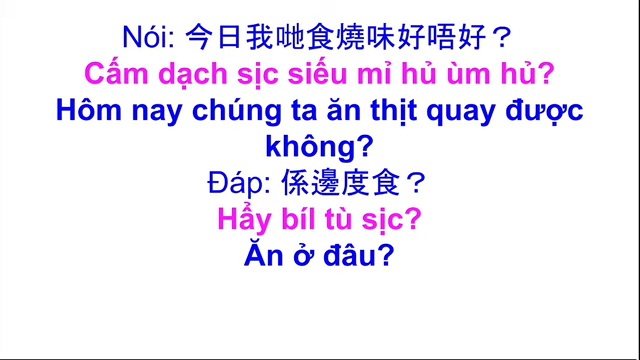 Nói: 今日我哋食燒味好唔好？
Cấm dạch sịc siếu mỉ hủ ùm hủ?
Hôm nay chúng ta ăn thịt quay được
không?
Đáp: 係邊度食？
Hẩy bíl tù sịc?
Ăn ở đâu?